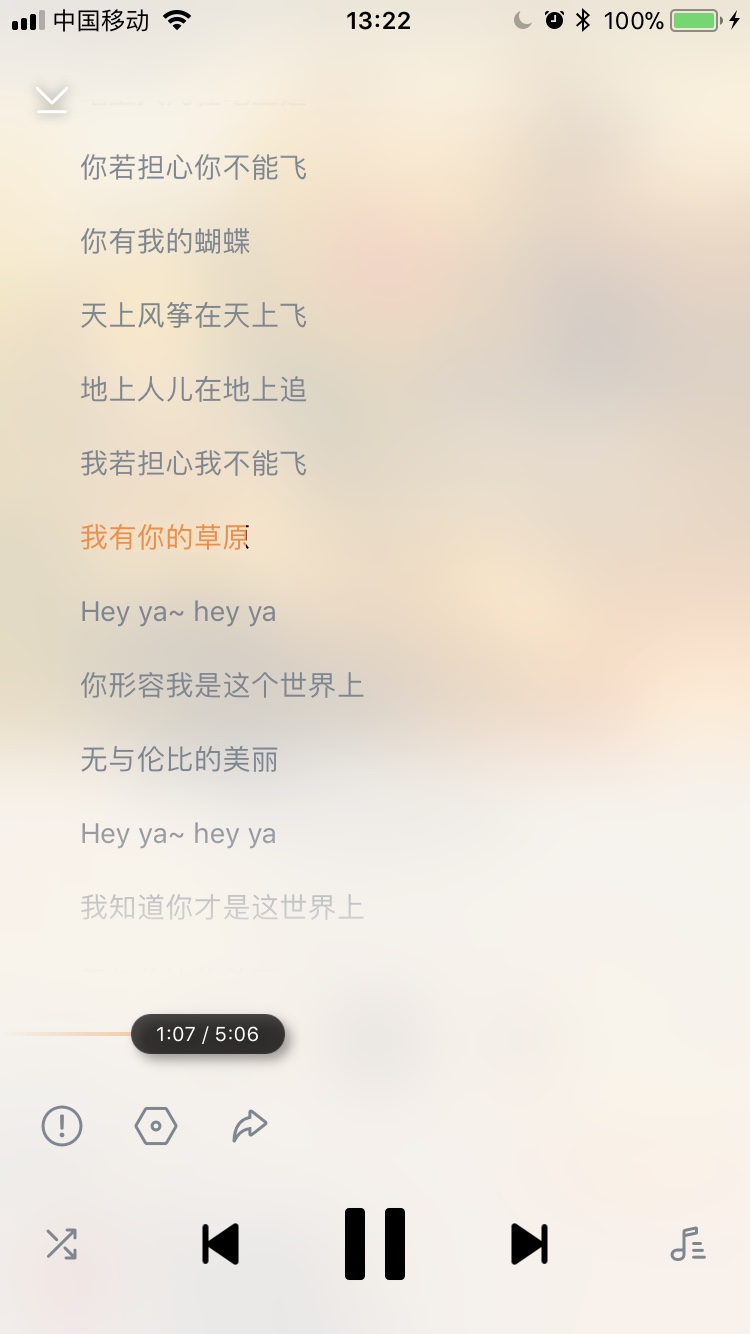 中国移动 13:22 100%
你若担心你不能飞
你有我的蝴蝶
天上风筝在天上飞
地上人儿在地上追
我若担心我不能飞
我有你的草原
Hey ya~ hey ya
你形容我是这个世界上
无与伦比的美丽
Hey ya~ hey ya
我知道你才是这世界上
1:07 / 5:06